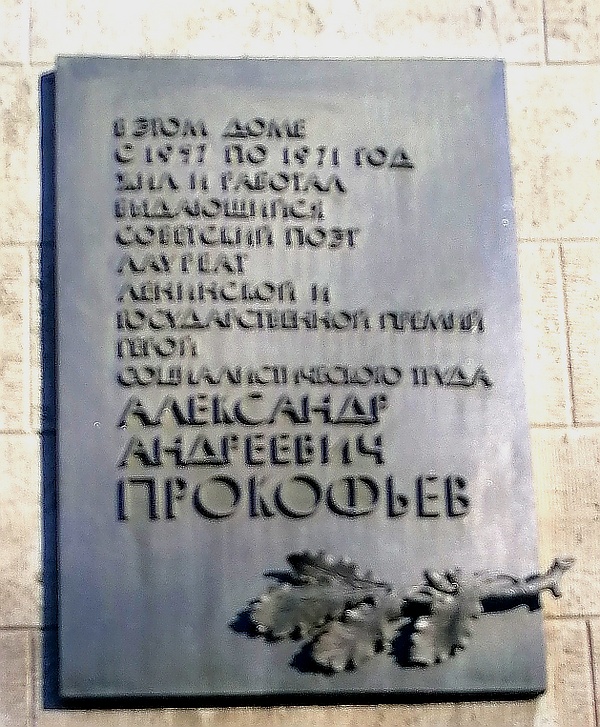 В ЭТОМ ДОМЕ
С 1957 ПО 1971 ГОД
ЖИЛ И РАБОТАЛ
ВЫДАЮЩИЙСЯ
СОВЕТСКИЙ ПОЭТ
ЛАУРЕАТ
ЛЕНИНСКОЙ И
ГОСУДАРСТВЕННОЙ ПРЕМИЙ
ГЕРОЙ
СОЦИАЛИСТИЧЕСКОГО ТРУДА
АЛЕКСАНДР
АНДРЕЕВИЧ
ПРОКОФЬЕВ